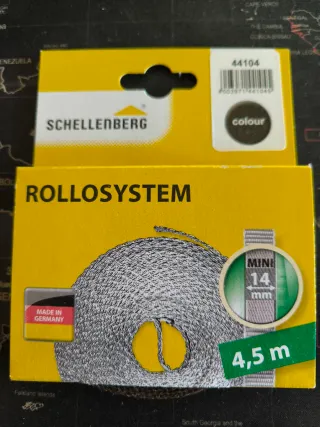 44104
colour
SCHELLENBERG
ROLLOSYSTEM
MINI
14
mm
MADE IN
GERMANY
4,5 m